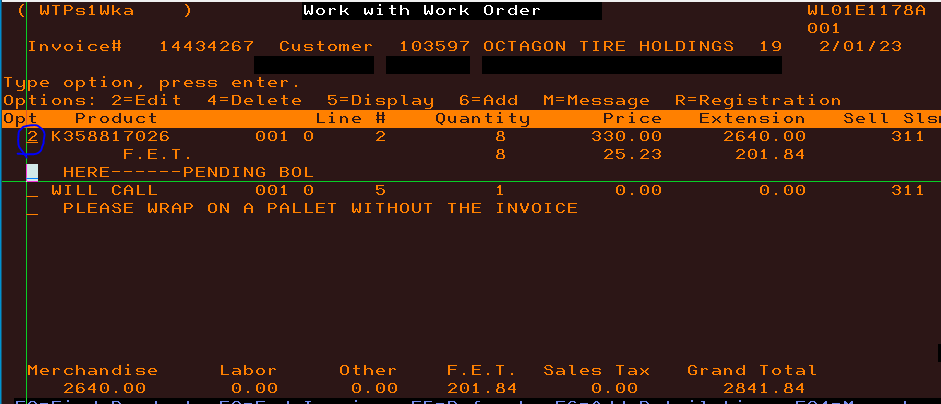 ( WTPs1Wka ) Work with Work Order WL01E1178A
001
Invoice# 14434267 Customer 103597 OCTAGON TIRE HOLDINGS 19 2/01/23
Type option, press enter.
Options: 2=Edit 4=Delete 5=Display 6=Add M=Message R=Registration
Opt Product Line # Quantity Price Extension Sell Slsm
2 K358817026 001 0 2 8 330.00 2640.00 311
F.E.T. 8 25.23 201.84
_ HERE------PENDING BOL
_ WILL CALL 001 0 5 1 0.00 0.00 311
_ PLEASE WRAP ON A PALLET WITHOUT THE INVOICE
Merchandise Labor Other F.E.T. Sales Tax Grand Total
2640.00 0.00 0.00 201.84 0.00 2841.84